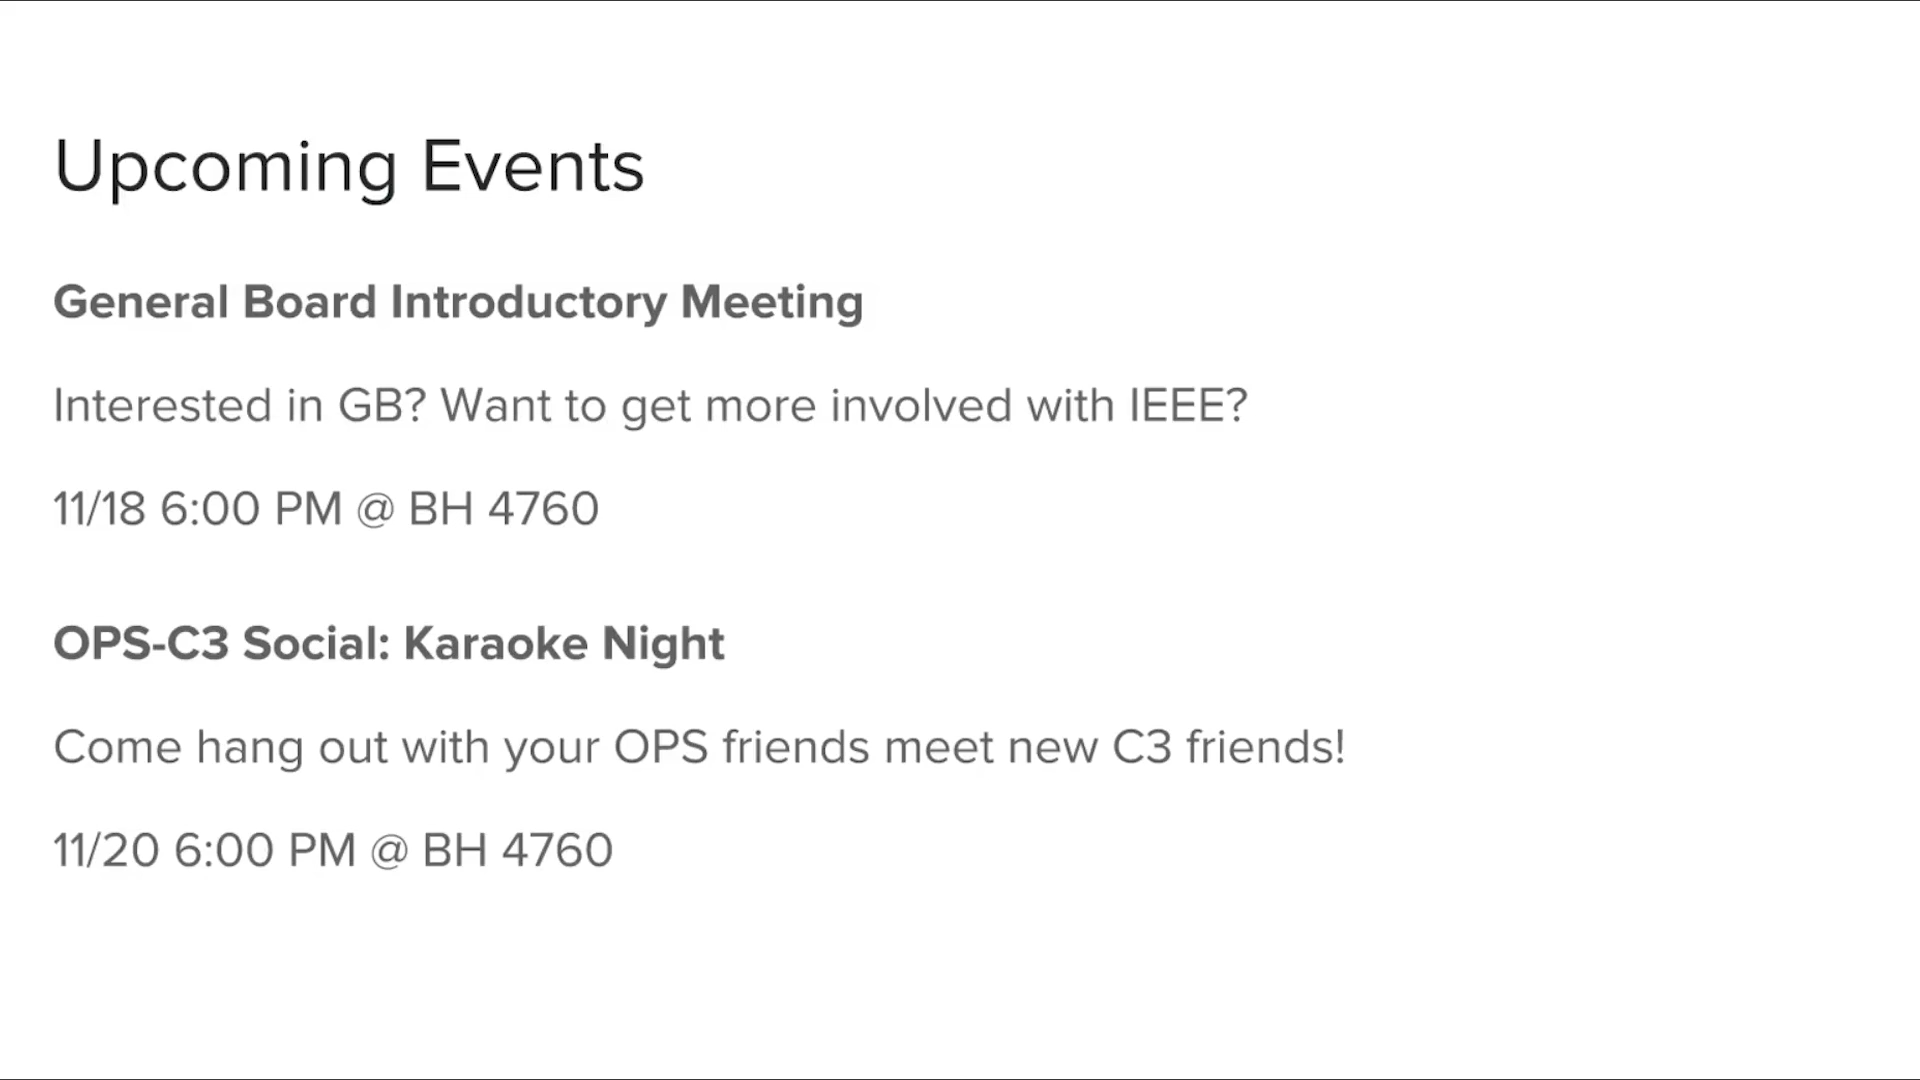 Upcoming Events
General Board Introductory Meeting
Interested in GB? Want to get more involved with IEEE?
11/18 6:00 PM @ BH 4760
OPS-C3 Social: Karaoke Night
Come hang out with your OPS friends meet new C3 friends!
11/20 6:00 PM @ BH 4760